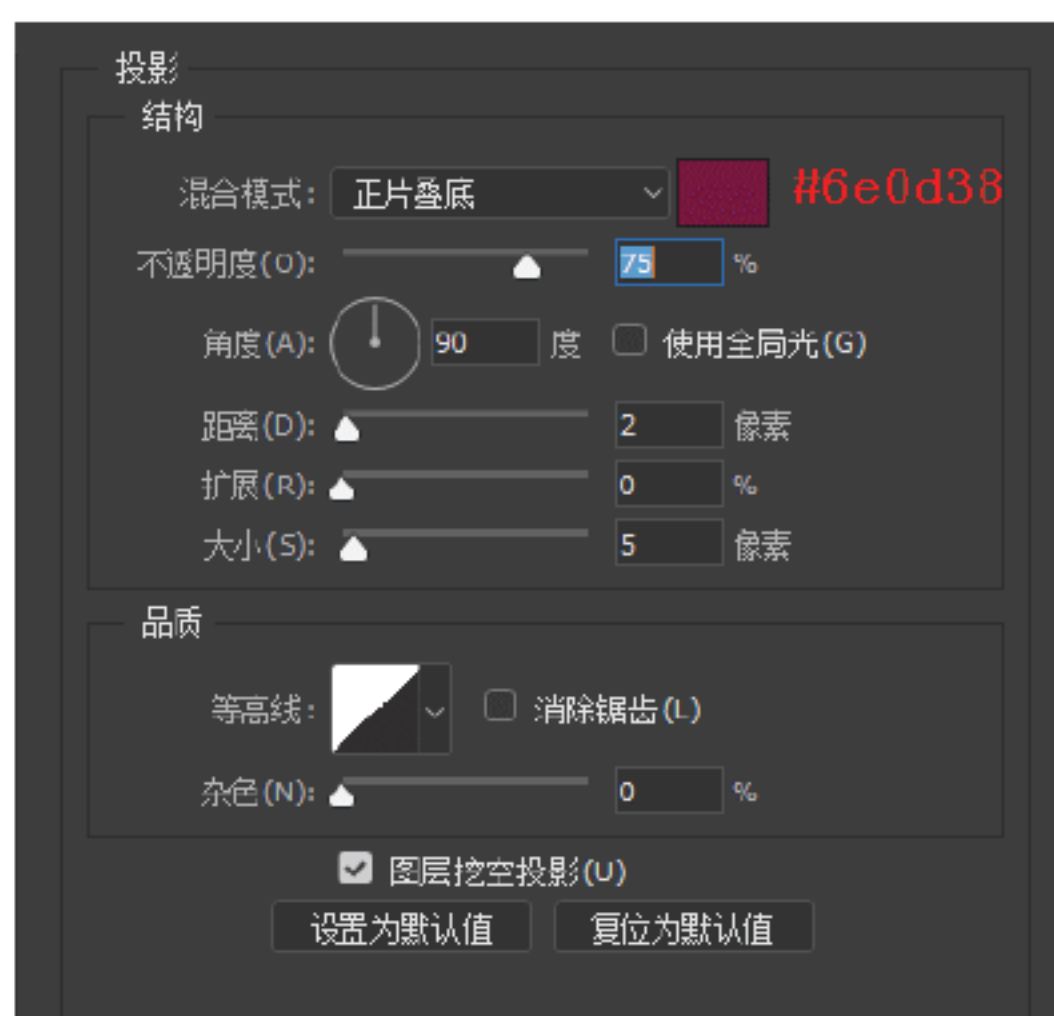 投影
结构
混合模式: 正片叠底 #6e0d38
不透明度(O): 75 %
角度(A): 90 度 使用全局光(G)
距离(D): 2 像素
扩展(R): 0 %
大小(S): 5 像素
品质
等高线: 消除锯齿(L)
杂色(N): 0 %
图层挖空投影(U)
设置为默认值 复位为默认值